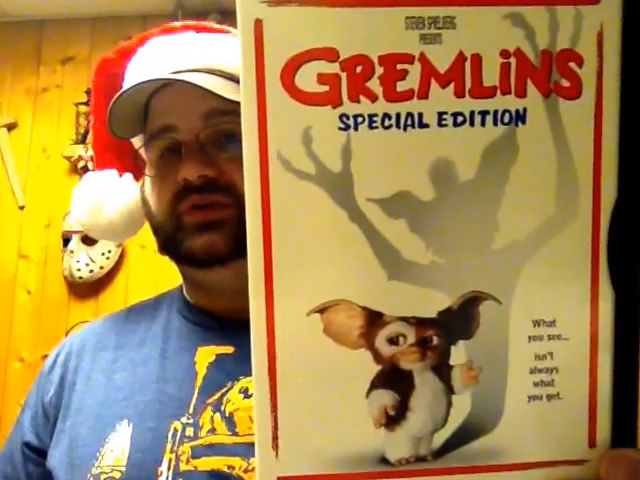 STEVEN SPIELBERG
PRESENTS
GREMLiNS
SPECIAL EDITION
What
you see...
isn't
always
what
you get.